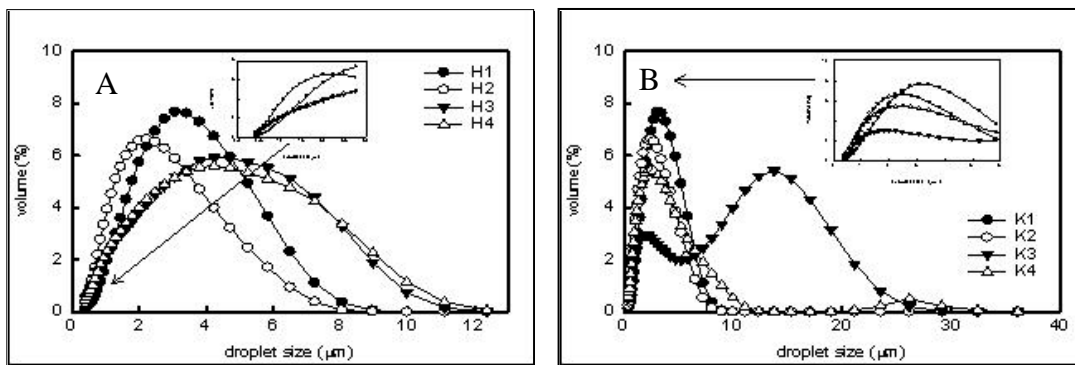 A
H1
H2
H3
H4
volume (%)
10
8
6
4
2
0
0 2 4 6 8 10 12
droplet size (μm)
B
K1
K2
K3
K4
volume (%)
10
8
6
4
2
0
0 10 20 30 40
droplet size (μm)